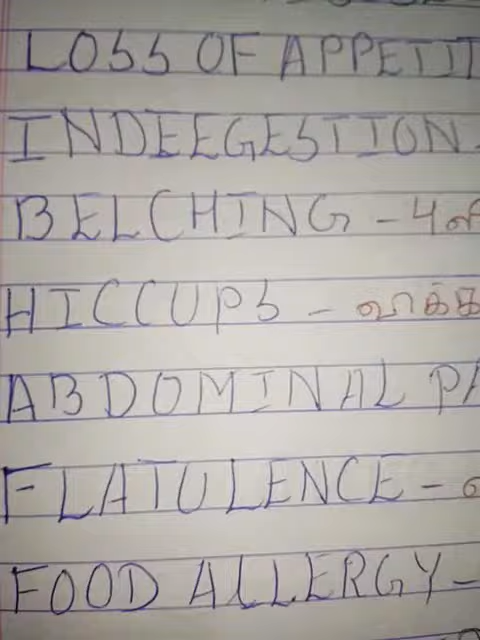 LOSS OF APPETIT
INDEEGESTION
BELCHING -
HICCUPS - விக்க
ABDOMINAL PA
FLATULENCE -
FOOD ALLERGY -